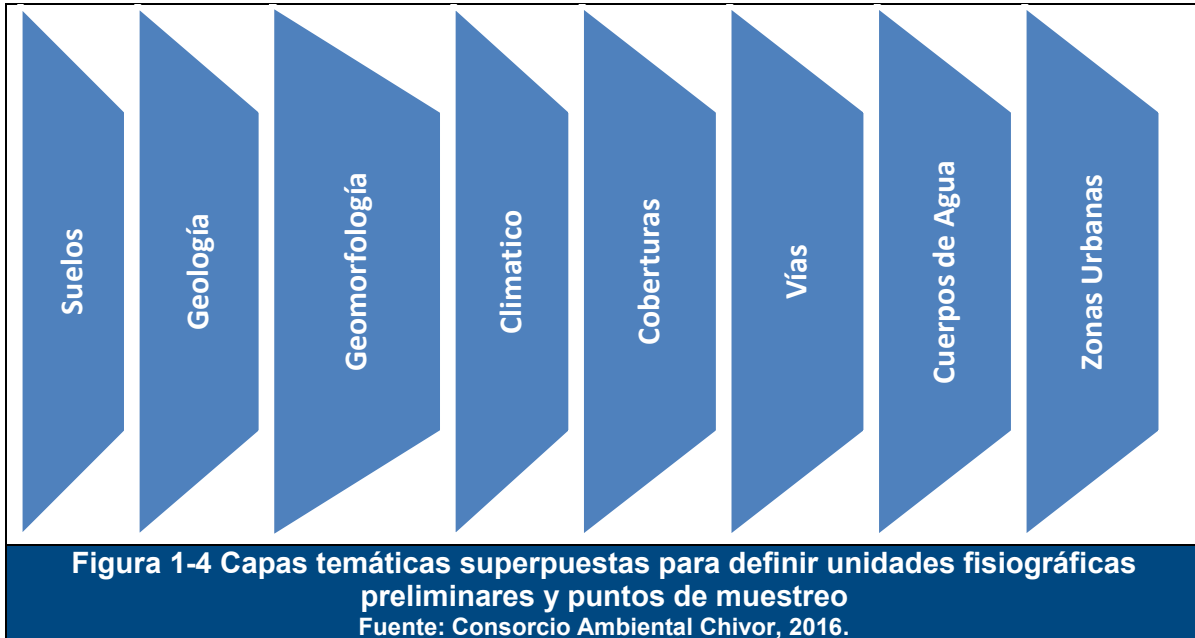 Suelos
Geología
Geomorfología
Climatico
Coberturas
Vías
Cuerpos de Agua
Zonas Urbanas
Figura 1-4 Capas temáticas superpuestas para definir unidades fisiográficas
preliminares y puntos de muestreo
Fuente: Consorcio Ambiental Chivor, 2016.